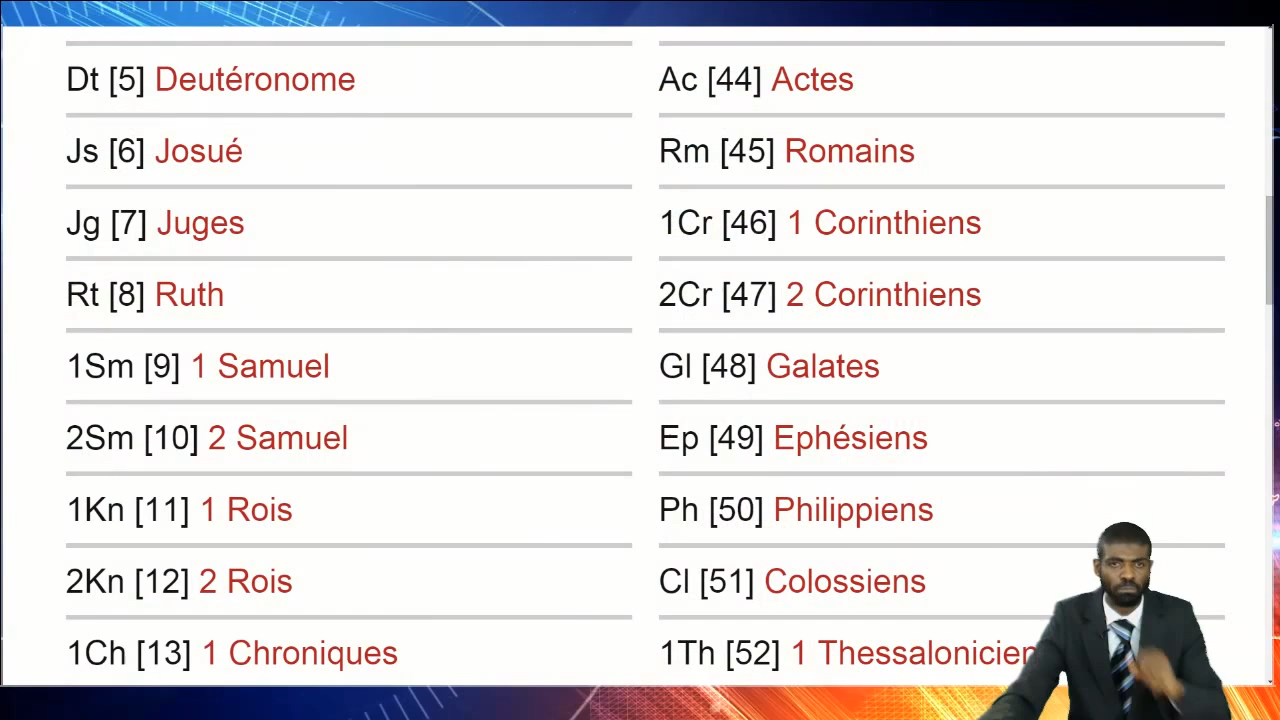 Dt [5] Deutéronome
Js [6] Josué
Jg [7] Juges
Rt [8] Ruth
1Sm [9] 1 Samuel
2Sm [10] 2 Samuel
1Kn [11] 1 Rois
2Kn [12] 2 Rois
1Ch [13] 1 Chroniques
Ac [44] Actes
Rm [45] Romains
1Cr [46] 1 Corinthiens
2Cr [47] 2 Corinthiens
Gl [48] Galates
Ep [49] Ephésiens
Ph [50] Philippiens
Cl [51] Colossiens
1Th [52] 1 Thessalonicien